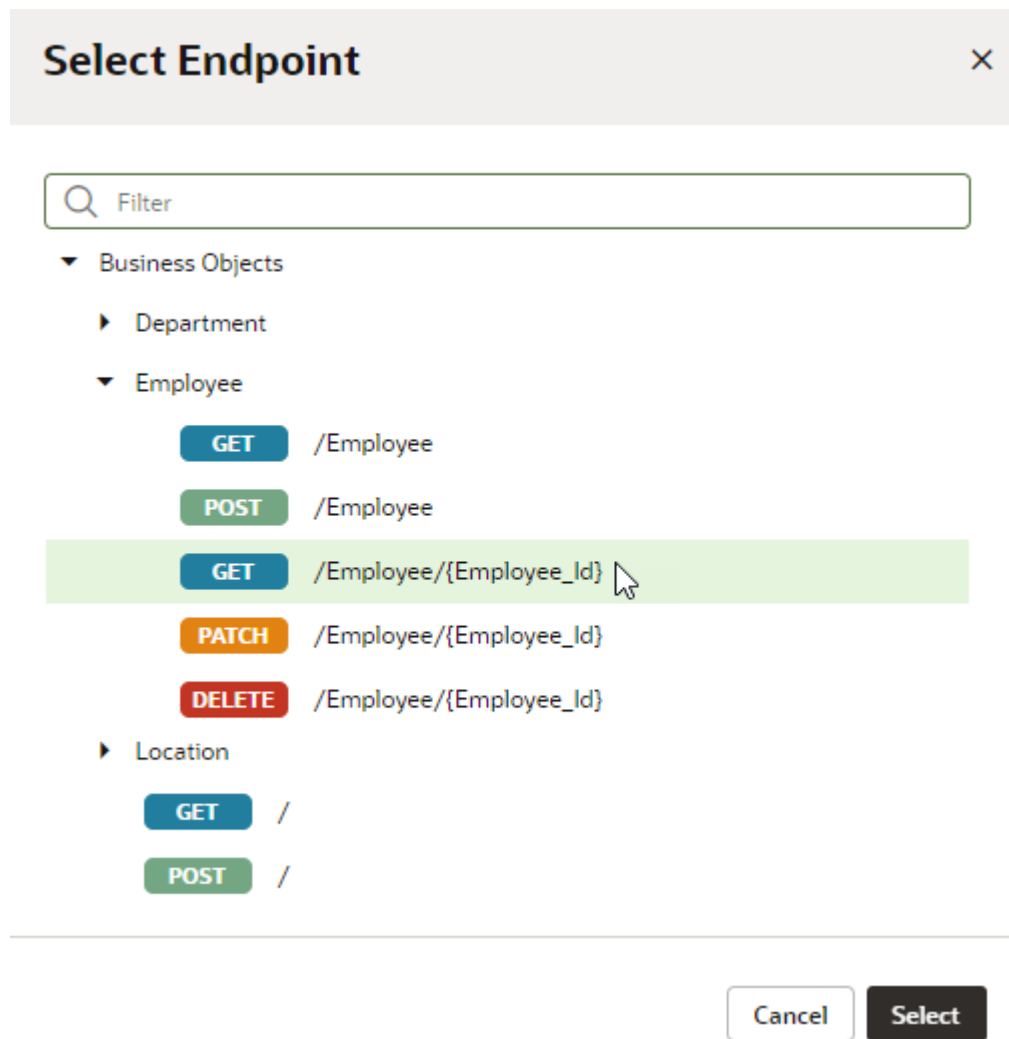 Select Endpoint
Filter
Business Objects
Department
Employee
GET /Employee
POST /Employee
GET /Employee/{Employee_Id}
PATCH /Employee/{Employee_Id}
DELETE /Employee/{Employee_Id}
Location
GET /
POST /
Cancel Select